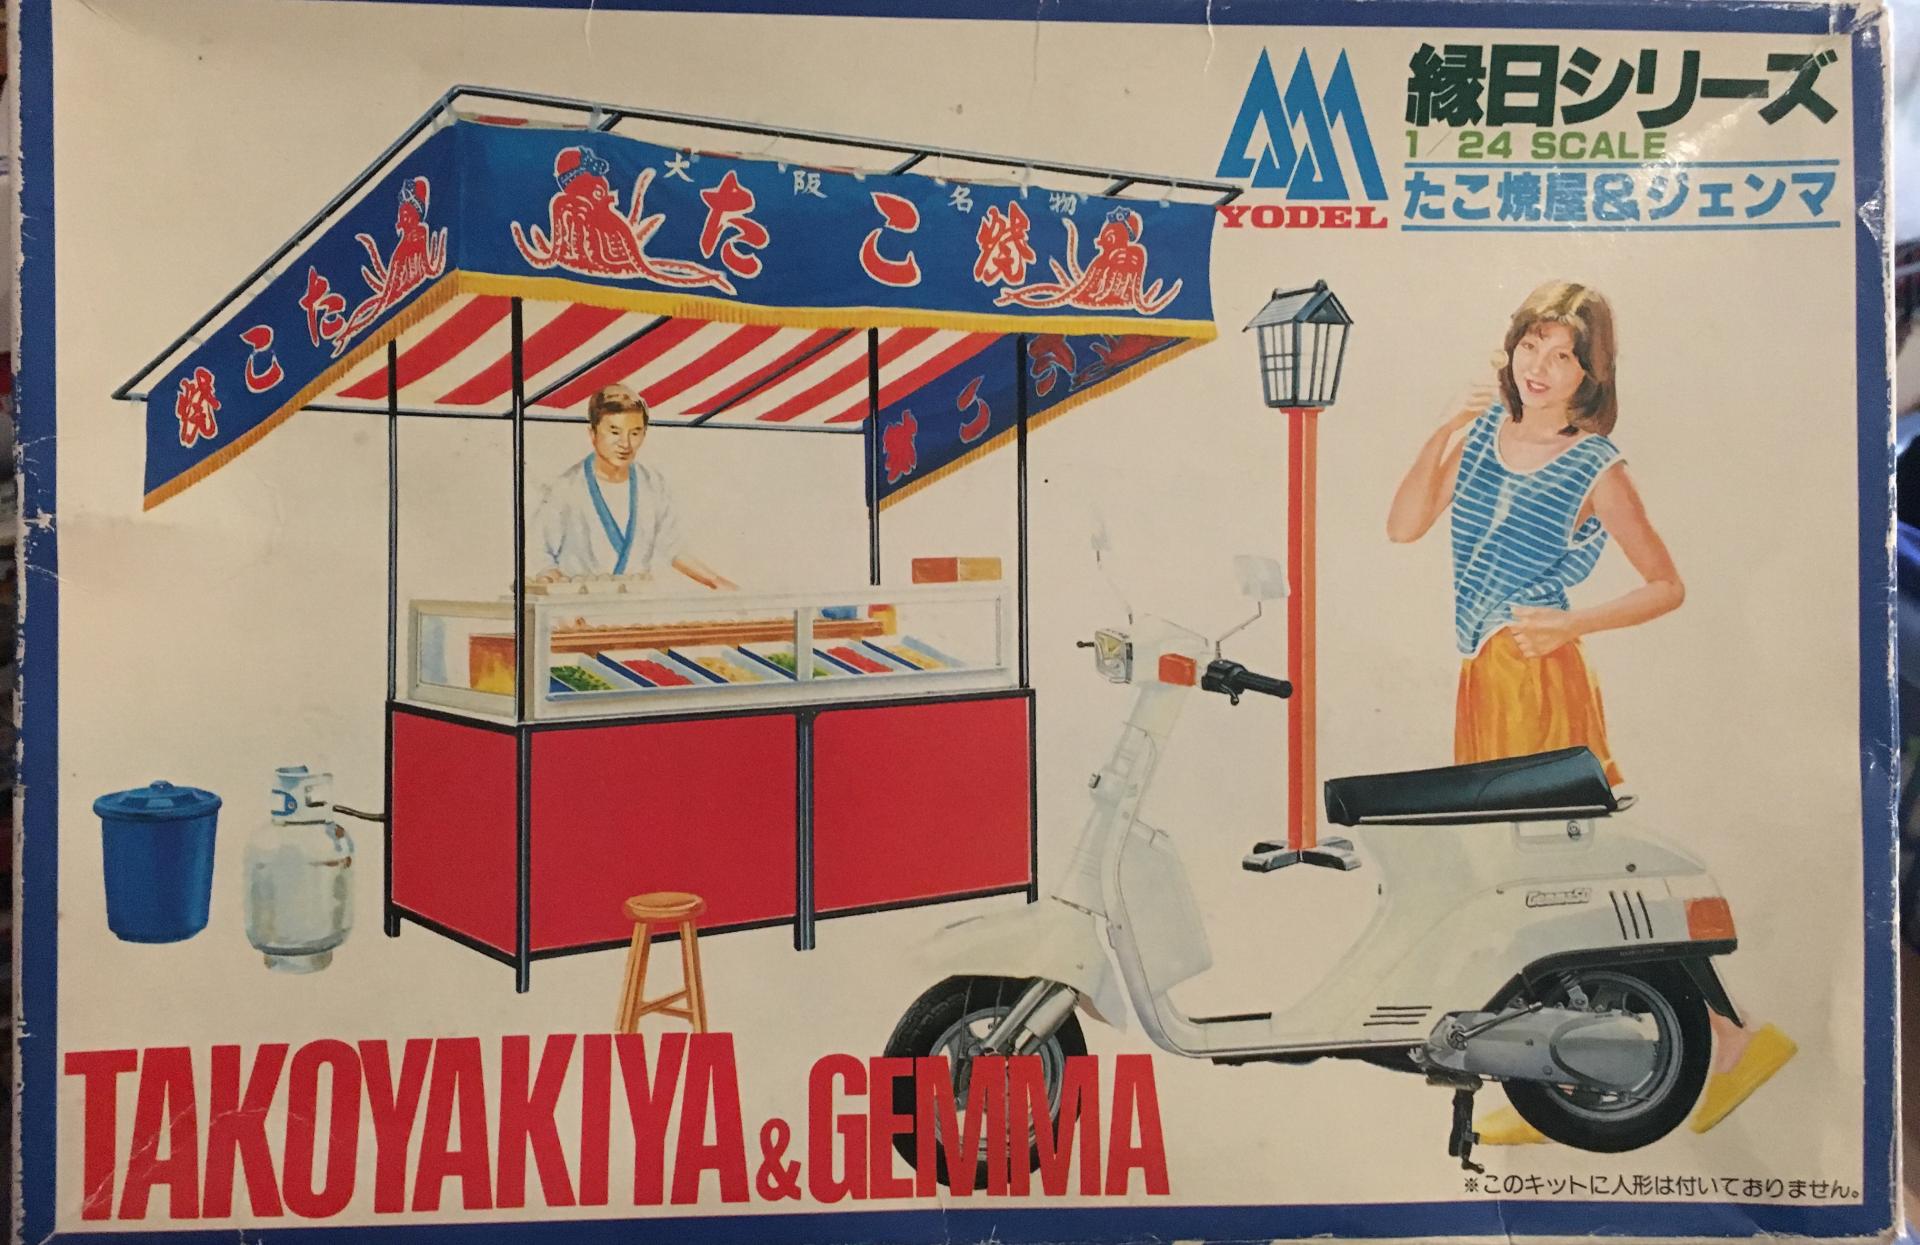 縁日シリーズ
1/24 SCALE
たこ焼屋&ジェンマ
YODEL
大阪名物
たこ焼
たこ焼
TAKOYAKIYA & GEMMA
※このキットに人形は付いておりません。